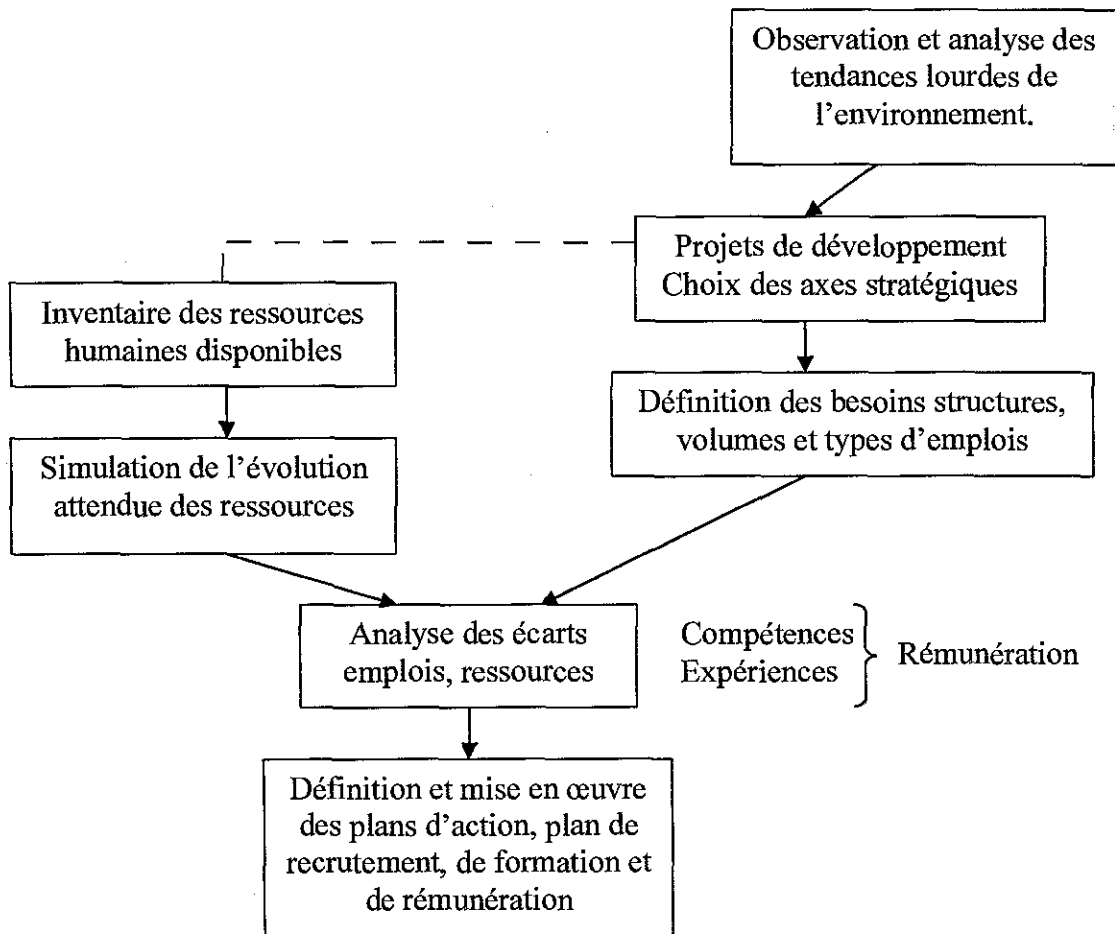 Observation et analyse des
tendances lourdes de
l’environnement.
Projets de développement
Choix des axes stratégiques
Inventaire des ressources
humaines disponibles
Définition des besoins structures,
volumes et types d’emplois
Simulation de l’évolution
attendue des ressources
Analyse des écarts
emplois, ressources
Compétences
Expériences
Rémunération
Définition et mise en œuvre
des plans d’action, plan de
recrutement, de formation et
de rémunération